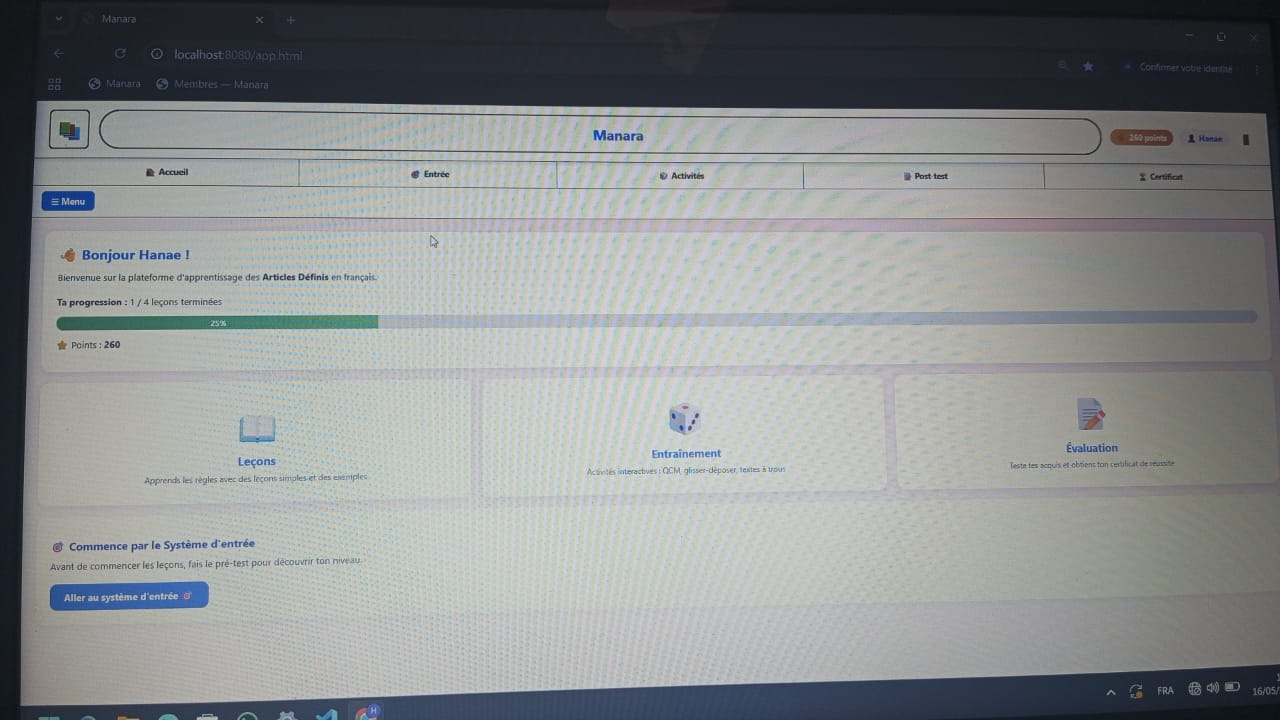 Manara
localhost:8080/app.html
Confirmer votre identité
Manara
Membres — Manara
Manara
260 points
Hanae
Accueil
Entrée
Activités
Post-test
Certificat
☰ Menu
Bonjour Hanae !
Bienvenue sur la plateforme d'apprentissage des Articles Définis en français.
Ta progression : 1 / 4 leçons terminées
25%
Points : 260
Leçons
Apprends les règles avec des leçons simples et des exemples
Entraînement
Activités interactives : QCM, glisser-déposer, textes à trous
Évaluation
Teste tes acquis et obtiens ton certificat de réussite
Commence par le Système d'entrée
Avant de commencer les leçons, fais le pré-test pour découvrir ton niveau.
Aller au système d'entrée
FRA
16/05/
H